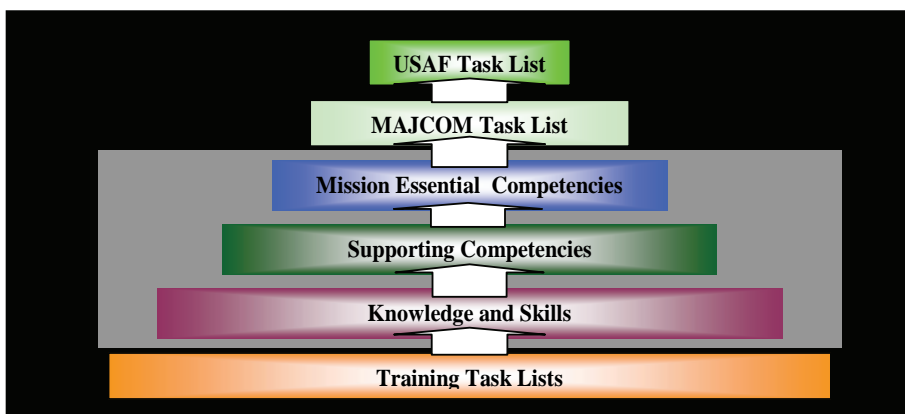 USAF Task List
MAJCOM Task List
Mission Essential Competencies
Supporting Competencies
Knowledge and Skills
Training Task Lists